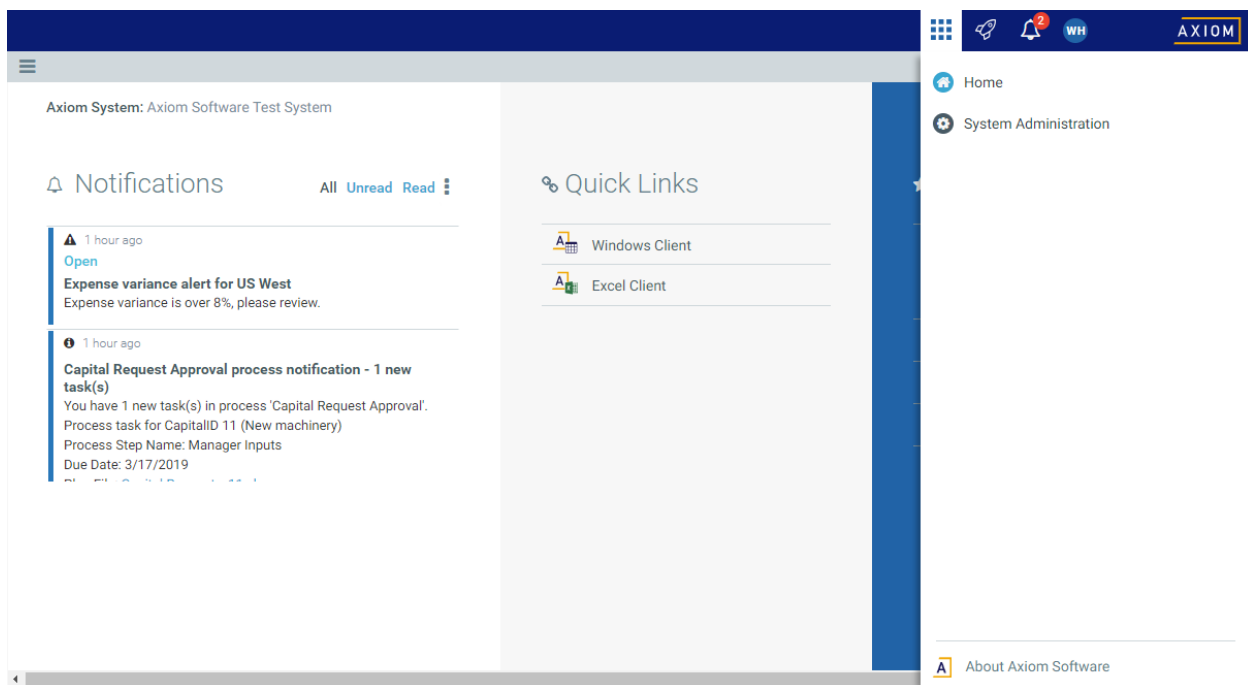 2
WH
AXIOM
Axiom System: Axiom Software Test System
Notifications
All Unread Read
1 hour ago
Open
Expense variance alert for US West
Expense variance is over 8%, please review.
1 hour ago
Capital Request Approval process notification - 1 new
task(s)
You have 1 new task(s) in process 'Capital Request Approval'.
Process task for CapitalID 11 (New machinery)
Process Step Name: Manager Inputs
Due Date: 3/17/2019
Quick Links
Windows Client
Excel Client
Home
System Administration
About Axiom Software